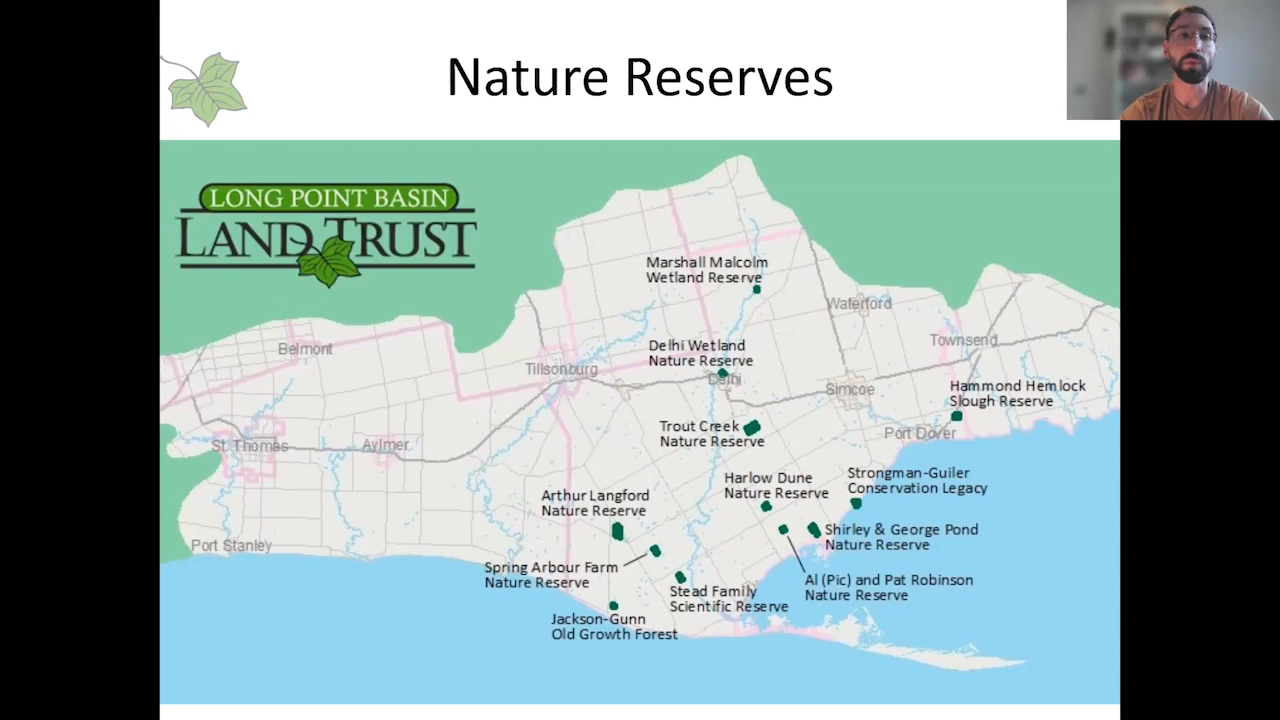 Nature Reserves
LONG POINT BASIN
LAND TRUST
Marshall Malcolm
Wetland Reserve
Waterford
Delhi Wetland
Nature Reserve
Townsend
Belmont
Tillsonburg
Delhi
Simcoe
Hammond Hemlock
Slough Reserve
Trout Creek
Nature Reserve
Port Dover
St. Thomas
Aylmer
Harlow Dune
Nature Reserve
Strongman-Guiler
Conservation Legacy
Arthur Langford
Nature Reserve
Shirley & George Pond
Nature Reserve
Port Stanley
Spring Arbour Farm
Nature Reserve
Al (Pic) and Pat Robinson
Nature Reserve
Stead Family
Scientific Reserve
Jackson-Gunn
Old Growth Forest